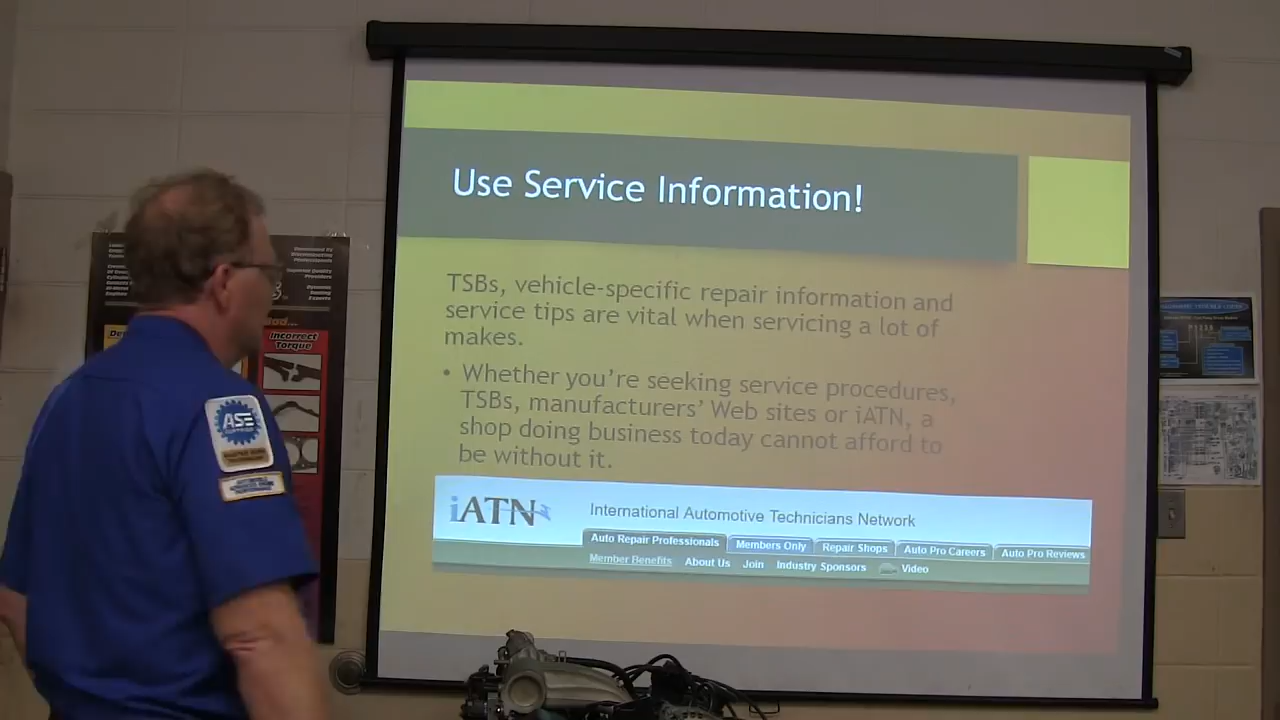 Use Service Information!
TSBs, vehicle-specific repair information and
service tips are vital when servicing a lot of
makes.
• Whether you're seeking service procedures,
TSBs, manufacturers' Web sites or iATN, a
shop doing business today cannot afford to
be without it.
iATN
International Automotive Technicians Network
Auto Repair Professionals
Members Only
Repair Shops
Auto Pro Careers
Auto Pro Reviews
Member Benefits
About Us
Join
Industry Sponsors
Video
ASE
Incorrect
Torque